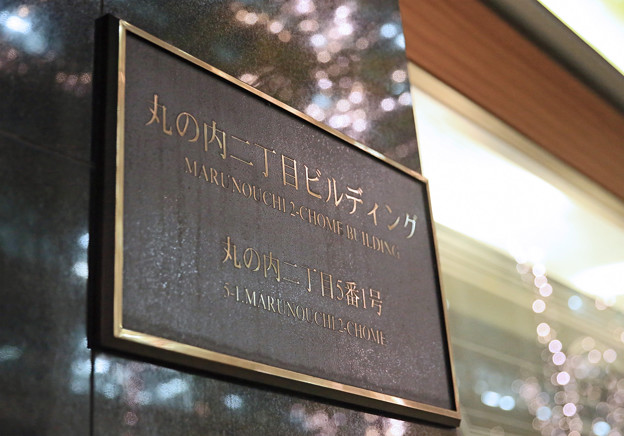 丸の内二丁目ビルディング
MARUNOUCHI 2-CHOME BUILDING
丸の内二丁目5番1号
5-1 MARUNOUCHI 2-CHOME